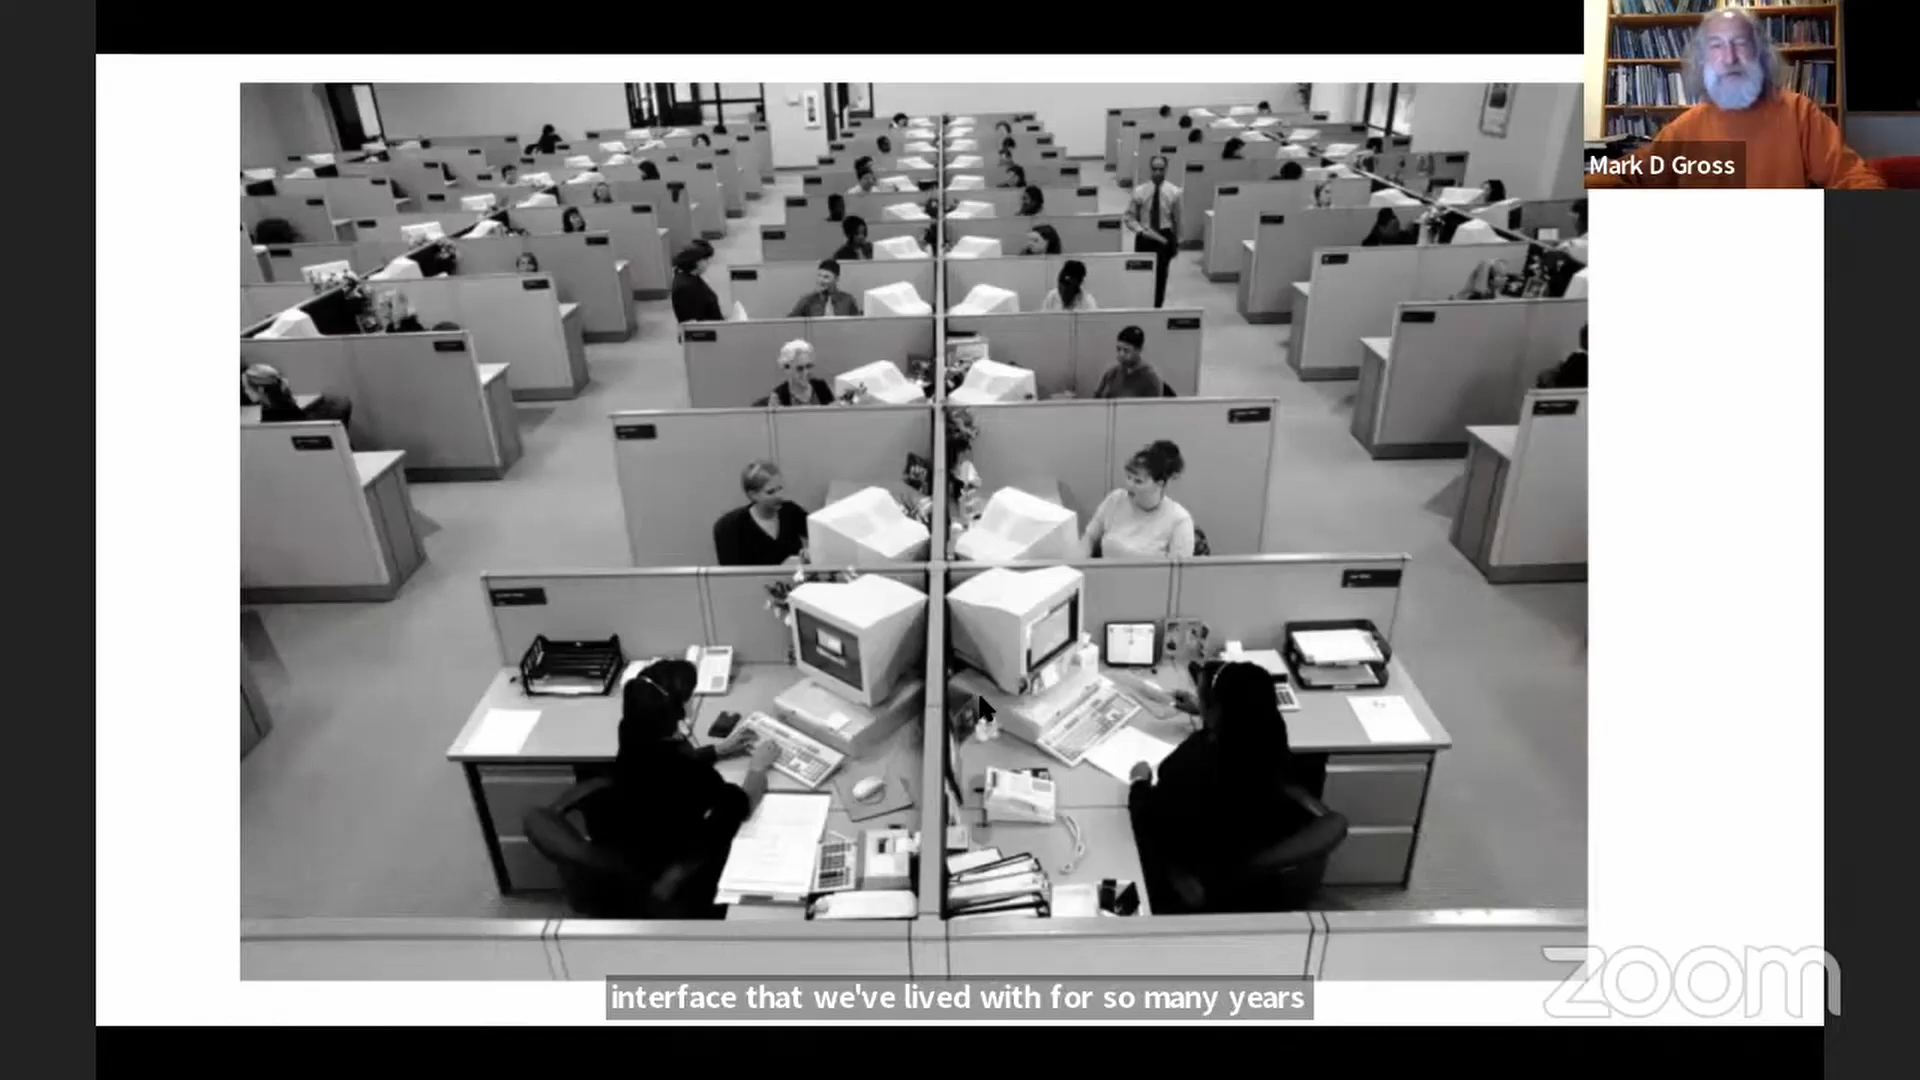 Mark D Gross
interface that we've lived with for so many years
zoom